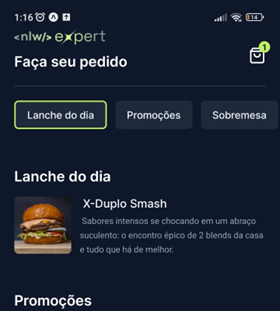 1:16
14
<nlw/> expert
1
Faça seu pedido
Lanche do dia
Promoções
Sobremesa
Lanche do dia
X-Duplo Smash
Sabores intensos se chocando em um abraço
suculento: o encontro épico de 2 blends da casa
e tudo que há de melhor.
Promoções